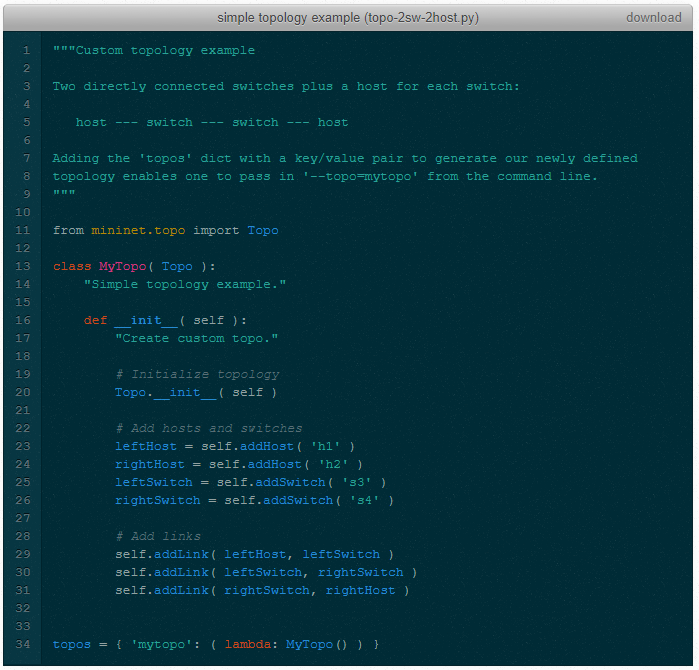 simple topology example (topo-2sw-2host.py) download
1 """Custom topology example
2
3 Two directly connected switches plus a host for each switch:
4
5    host --- switch --- switch --- host
6
7 Adding the 'topos' dict with a key/value pair to generate our newly defined
8 topology enables one to pass in '--topo=mytopo' from the command line.
9 """
10
11 from mininet.topo import Topo
12
13 class MyTopo( Topo ):
14     "Simple topology example."
15
16     def __init__( self ):
17         "Create custom topo."
18
19         # Initialize topology
20         Topo.__init__( self )
21
22         # Add hosts and switches
23         leftHost = self.addHost( 'h1' )
24         rightHost = self.addHost( 'h2' )
25         leftSwitch = self.addSwitch( 's3' )
26         rightSwitch = self.addSwitch( 's4' )
27
28         # Add links
29         self.addLink( leftHost, leftSwitch )
30         self.addLink( leftSwitch, rightSwitch )
31         self.addLink( rightSwitch, rightHost )
32
33
34 topos = { 'mytopo': ( lambda: MyTopo() ) }